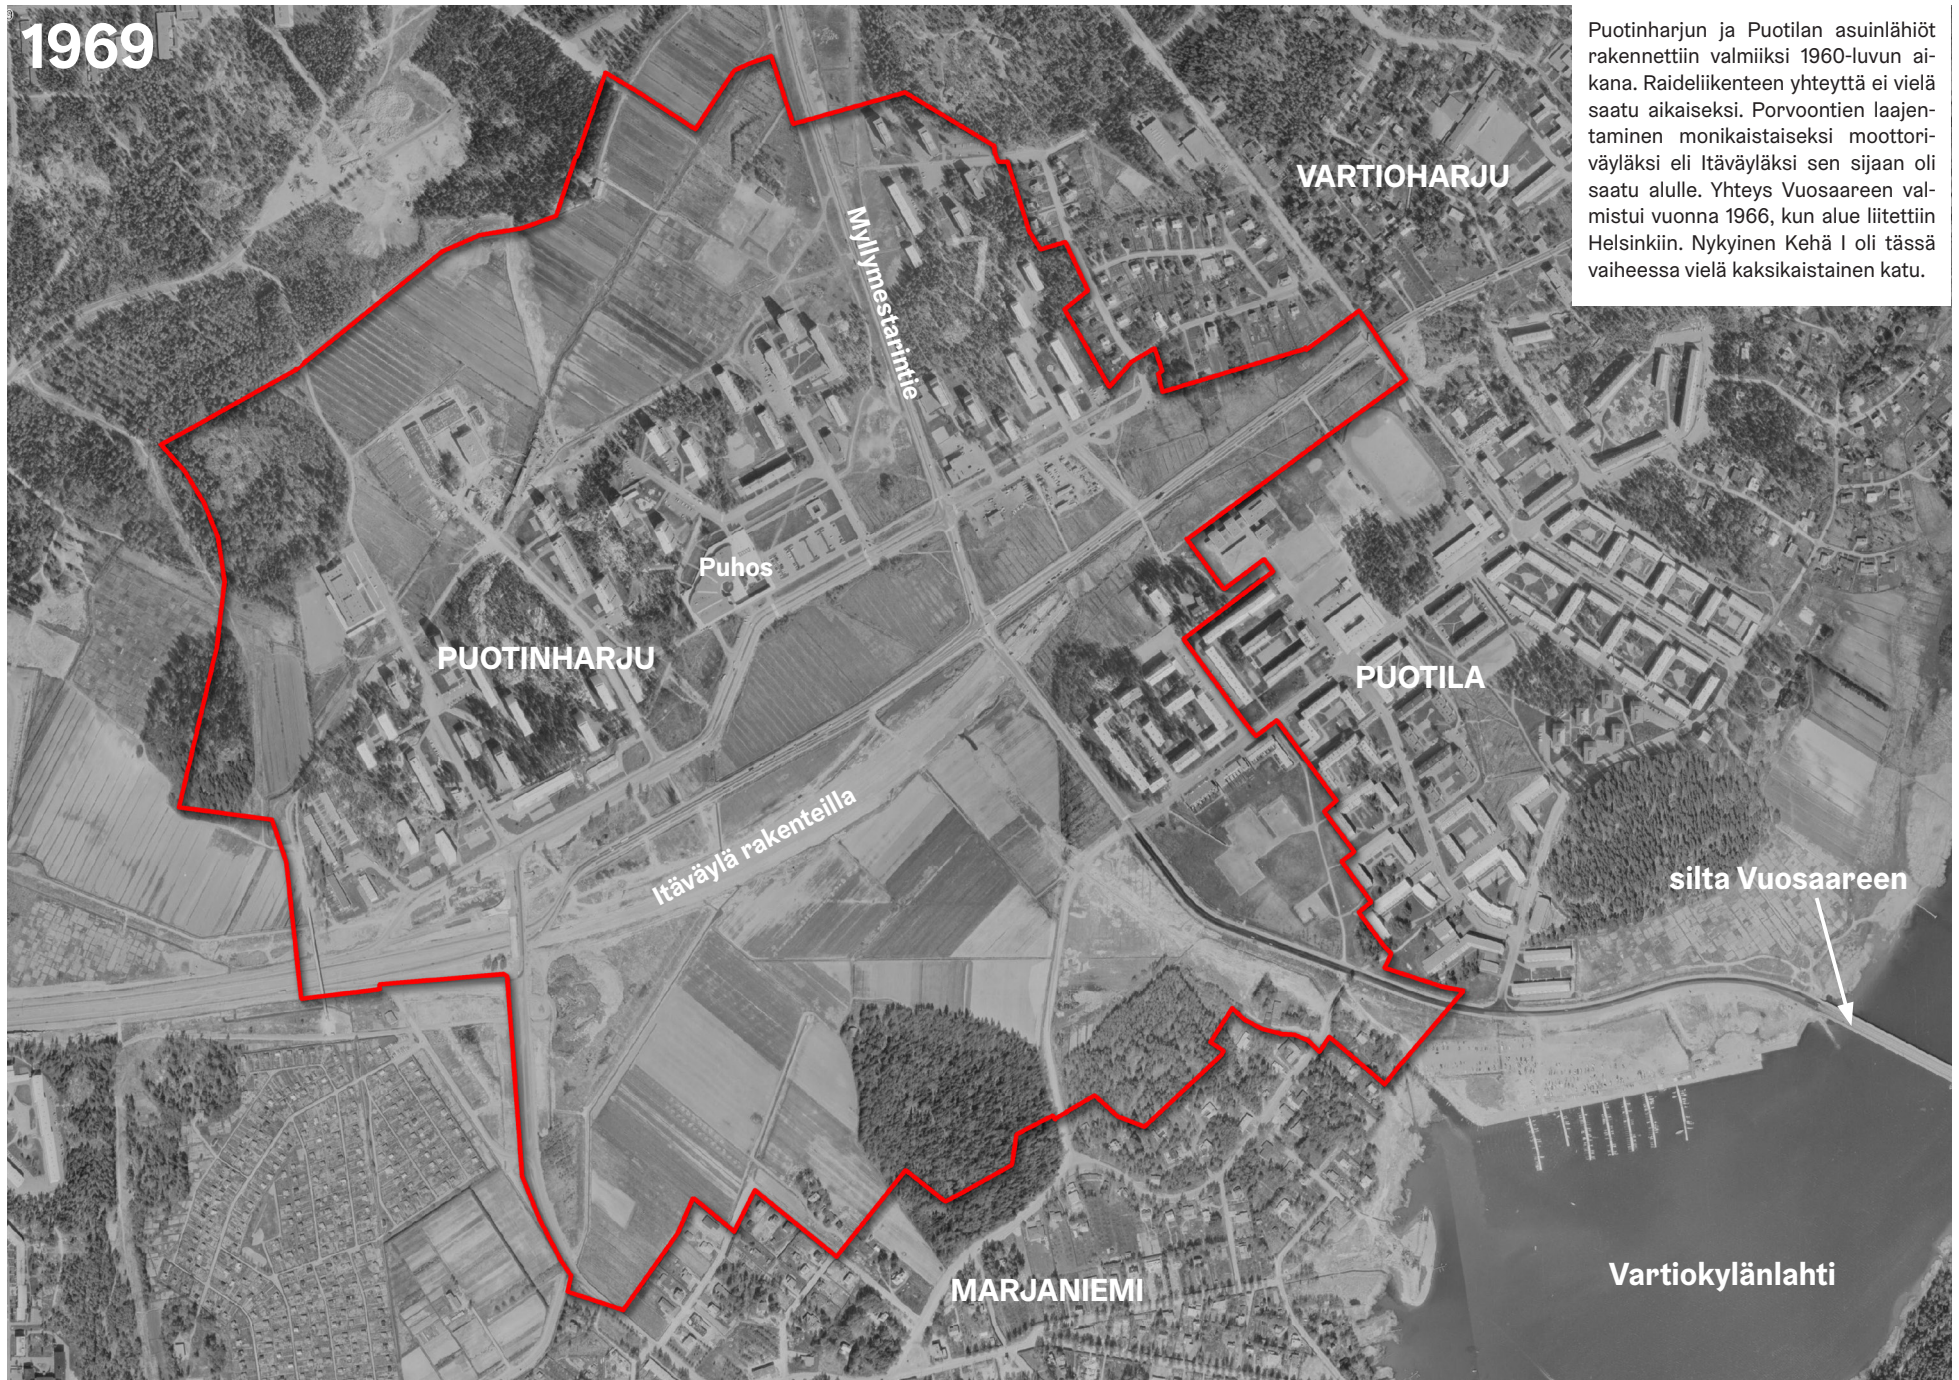 1969
Puotinharjun ja Puotilan asuinlähiöt
rakennettiin valmiiksi 1960-luvun ai-
kana. Raideliikenteen yhteyttä ei vielä
saatu aikaiseksi. Porvoontien laajen-
taminen monikaistaiseksi moottori-
väyläksi eli Itäväyläksi sen sijaan oli
saatu alulle. Yhteys Vuosaareen val-
mistui vuonna 1966, kun alue liitettiin
Helsinkiin. Nykyinen Kehä I oli tässä
vaiheessa vielä kaksikaistainen katu.
VARTIOHARJU
Myllymestarintie
Puhos
PUOTINHARJU
PUOTILA
Itäväylä rakenteilla
silta Vuosaareen
Vartiokylänlahti
MARJANIEMI